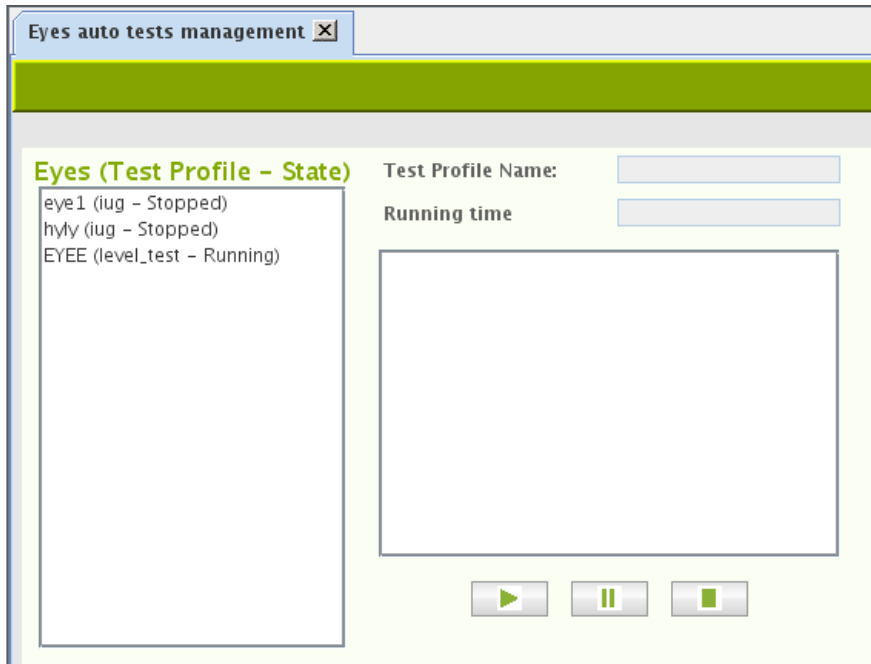 Eyes auto tests management
Eyes (Test Profile – State)
eye1 (iug – Stopped)
hyly (iug – Stopped)
EYEE (level_test – Running)
Test Profile Name:
Running time